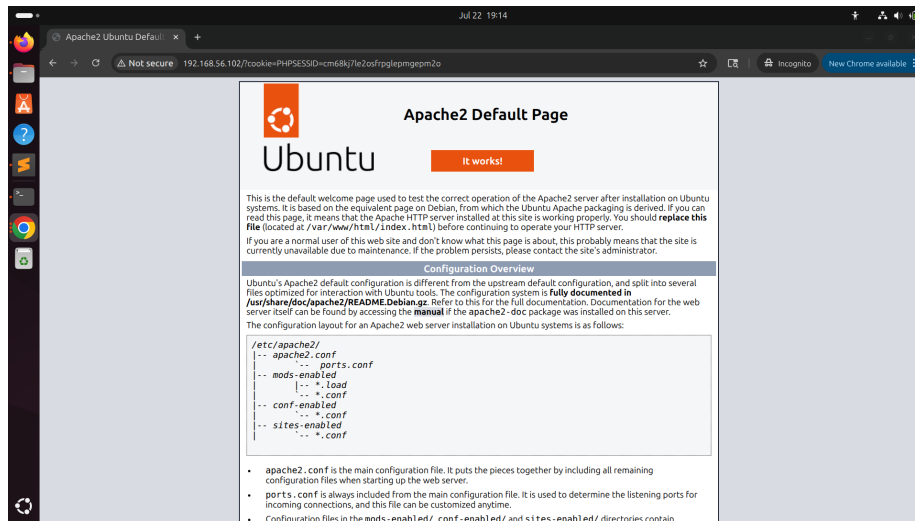 Jul 22 19:14
Apache2 Ubuntu Default
Not secure 192.168.56.102/?cookie=PHPSESSID=cm68kj7le2osfrpglepmgepm2o
Incognito
New Chrome available
Apache2 Default Page
Ubuntu
It works!
This is the default welcome page used to test the correct operation of the Apache2 server after installation on Ubuntu
systems. It is based on the equivalent page on Debian, from which the Ubuntu Apache packaging is derived. If you can
read this page, it means that the Apache HTTP server installed at this site is working properly. You should replace this
file (located at /var/www/html/index.html) before continuing to operate your HTTP server.
If you are a normal user of this web site and don't know what this page is about, this probably means that the site is
currently unavailable due to maintenance. If the problem persists, please contact the site's administrator.
Configuration Overview
Ubuntu's Apache2 default configuration is different from the upstream default configuration, and split into several
files optimized for interaction with Ubuntu tools. The configuration system is fully documented in
/usr/share/doc/apache2/README.Debian.gz. Refer to this for the full documentation. Documentation for the web
server itself can be found by accessing the manual if the apache2-doc package was installed on this server.
The configuration layout for an Apache2 web server installation on Ubuntu systems is as follows:
/etc/apache2/
|-- apache2.conf
|       `--  ports.conf
|-- mods-enabled
|       |-- *.load
|       `-- *.conf
|-- conf-enabled
|       `-- *.conf
|-- sites-enabled
|       `-- *.conf
• apache2.conf is the main configuration file. It puts the pieces together by including all remaining
configuration files when starting up the web server.
• ports.conf is always included from the main configuration file. It is used to determine the listening ports for
incoming connections, and this file can be customized anytime.
• Configuration files in the mods-enabled/, conf-enabled/ and sites-enabled/ directories contain